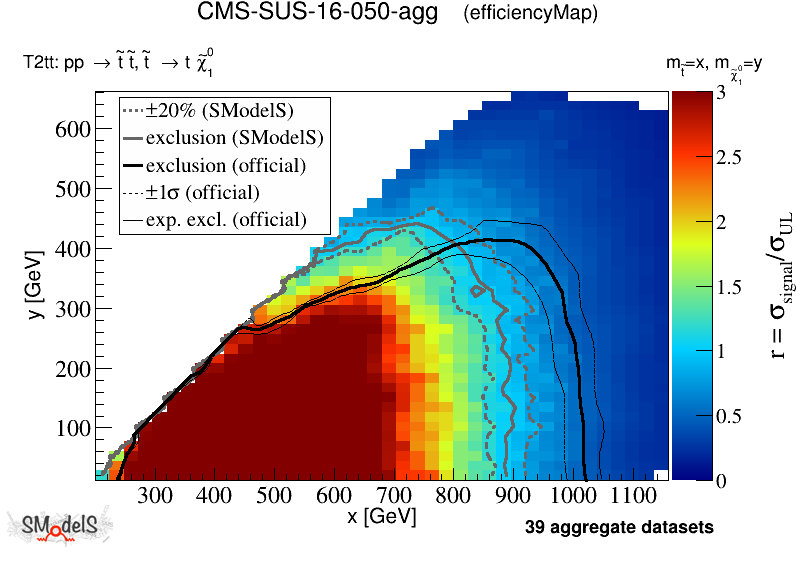 CMS-SUS-16-050-agg (efficiencyMap)
T2tt: pp → t̃ t̃, t̃ → t χ̃⁰₁
m_t̃=x, m_χ̃⁰₁=y
±20% (SModelS)
exclusion (SModelS)
exclusion (official)
±1σ (official)
exp. excl. (official)
600
500
400
300
200
100
y [GeV]
300 400 500 600 700 800 900 1000 1100
x [GeV]
3
2.5
2
1.5
1
0.5
0
r = σ_signal/σ_UL
SModelS
39 aggregate datasets